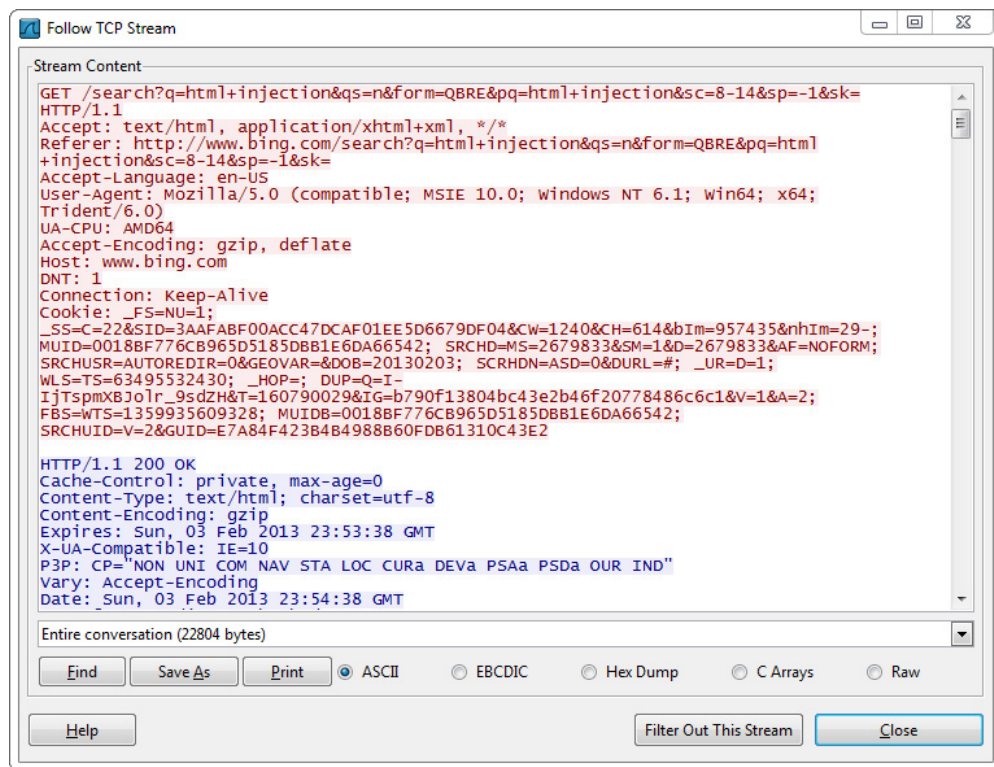 Follow TCP Stream
Stream Content
GET /search?q=html+injection&qs=n&form=QBRE&pq=html+injection&sc=8-14&sp=-1&sk=
HTTP/1.1
Accept: text/html, application/xhtml+xml, */*
Referer: http://www.bing.com/search?q=html+injection&qs=n&form=QBRE&pq=html
+injection&sc=8-14&sp=-1&sk=
Accept-Language: en-US
User-Agent: Mozilla/5.0 (compatible; MSIE 10.0; Windows NT 6.1; Win64; x64;
Trident/6.0)
UA-CPU: AMD64
Accept-Encoding: gzip, deflate
Host: www.bing.com
DNT: 1
Connection: Keep-Alive
Cookie: _FS=NU=1;
_SS=C=22&SID=3AAFABF00ACC47DCAF01EE5D6679DF04&CW=1240&CH=614&bIm=957435&nhIm=29-;
MUID=0018BF776CB965D5185DBB1E6DA66542; SRCHD=MS=2679833&SM=1&D=2679833&AF=NOFORM;
SRCHUSR=AUTOREDIR=0&GEOVAR=&DOB=20130203; SCRHDN=ASD=0&DURL=#; _UR=D=1;
WLS=TS=63495532430; _HOP=; DUP=Q=I-
IjTspmXBJolr_9sdZH&T=160790029&IG=b790f13804bc43e2b46f20778486c6c1&V=1&A=2;
FBS=WTS=1359935609328; MUIDB=0018BF776CB965D5185DBB1E6DA66542;
SRCHUID=V=2&GUID=E7A84F423B4B4988B60FDB61310C43E2
HTTP/1.1 200 OK
Cache-Control: private, max-age=0
Content-Type: text/html; charset=utf-8
Content-Encoding: gzip
Expires: Sun, 03 Feb 2013 23:53:38 GMT
X-UA-Compatible: IE=10
P3P: CP="NON UNI COM NAV STA LOC CURa DEVa PSAa PSDa OUR IND"
Vary: Accept-Encoding
Date: Sun, 03 Feb 2013 23:54:38 GMT
Entire conversation (22804 bytes)
Find Save As Print ASCII EBCDIC Hex Dump C Arrays Raw
Help Filter Out This Stream Close